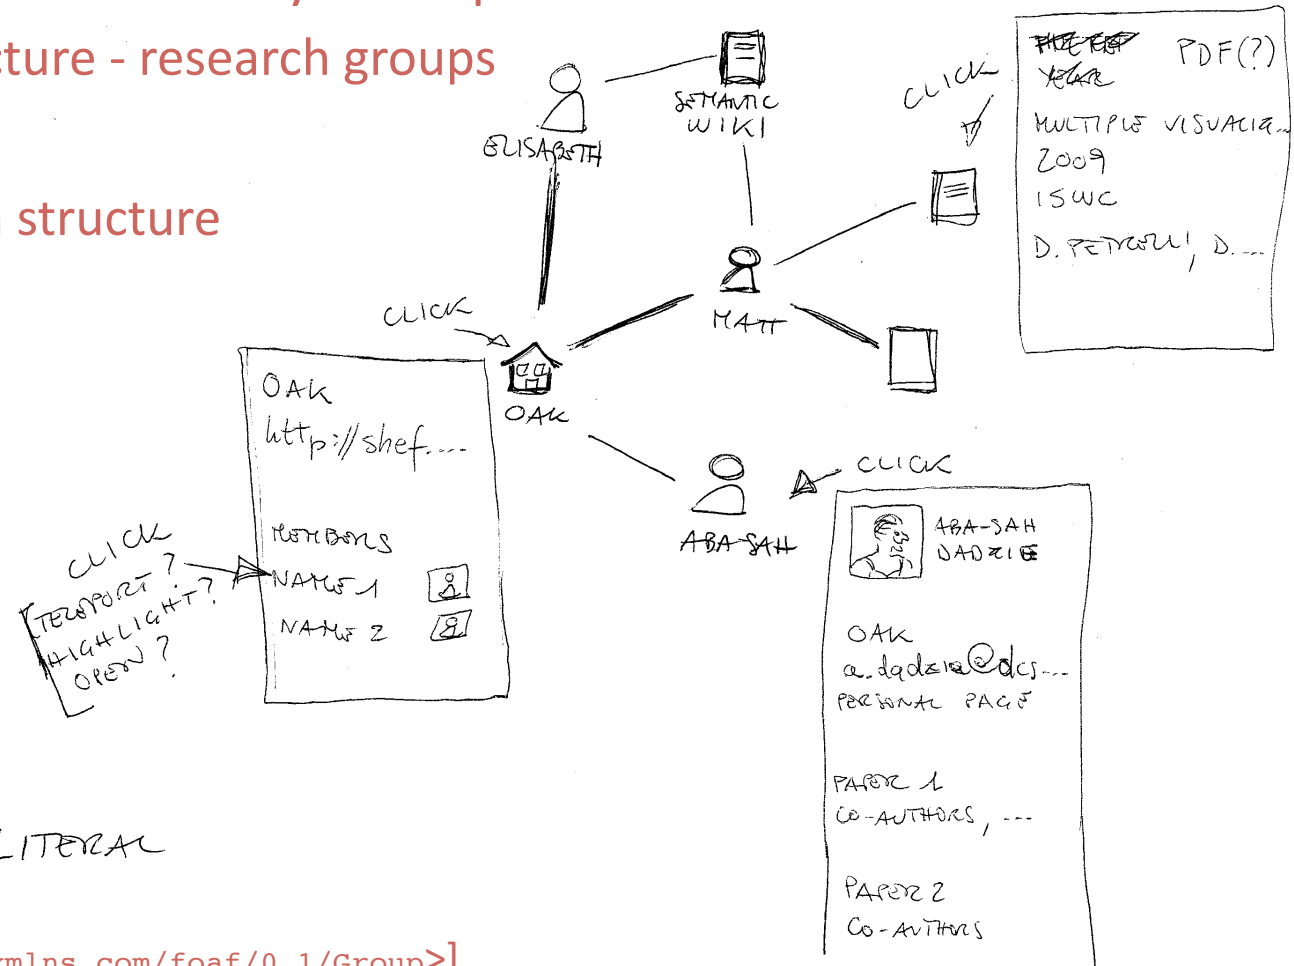 cture - research groups
structure
ELISABETH
SEMANTIC
WIKI
CLICK
PDF(?)
MULTIPLE VISUALIZ...
2009
ISWC
D. PETRELLI, D. ...
MATT
CLICK
OAK
OAK
http://shef....
MEMBERS
NAME 1
NAME 2
CLICK
[TELEPORT?
HIGHLIGHT?
OPEN?
CLICK
ABA-SAH
ABA-SAH
DADZIE
OAK
a.dadzie@dcs...
PERSONAL PAGE
PAPER 1
CO-AUTHORS, ...
PAPER 2
CO-AUTHORS
LITERAL
xmlns.com/foaf/0.1/Group>]